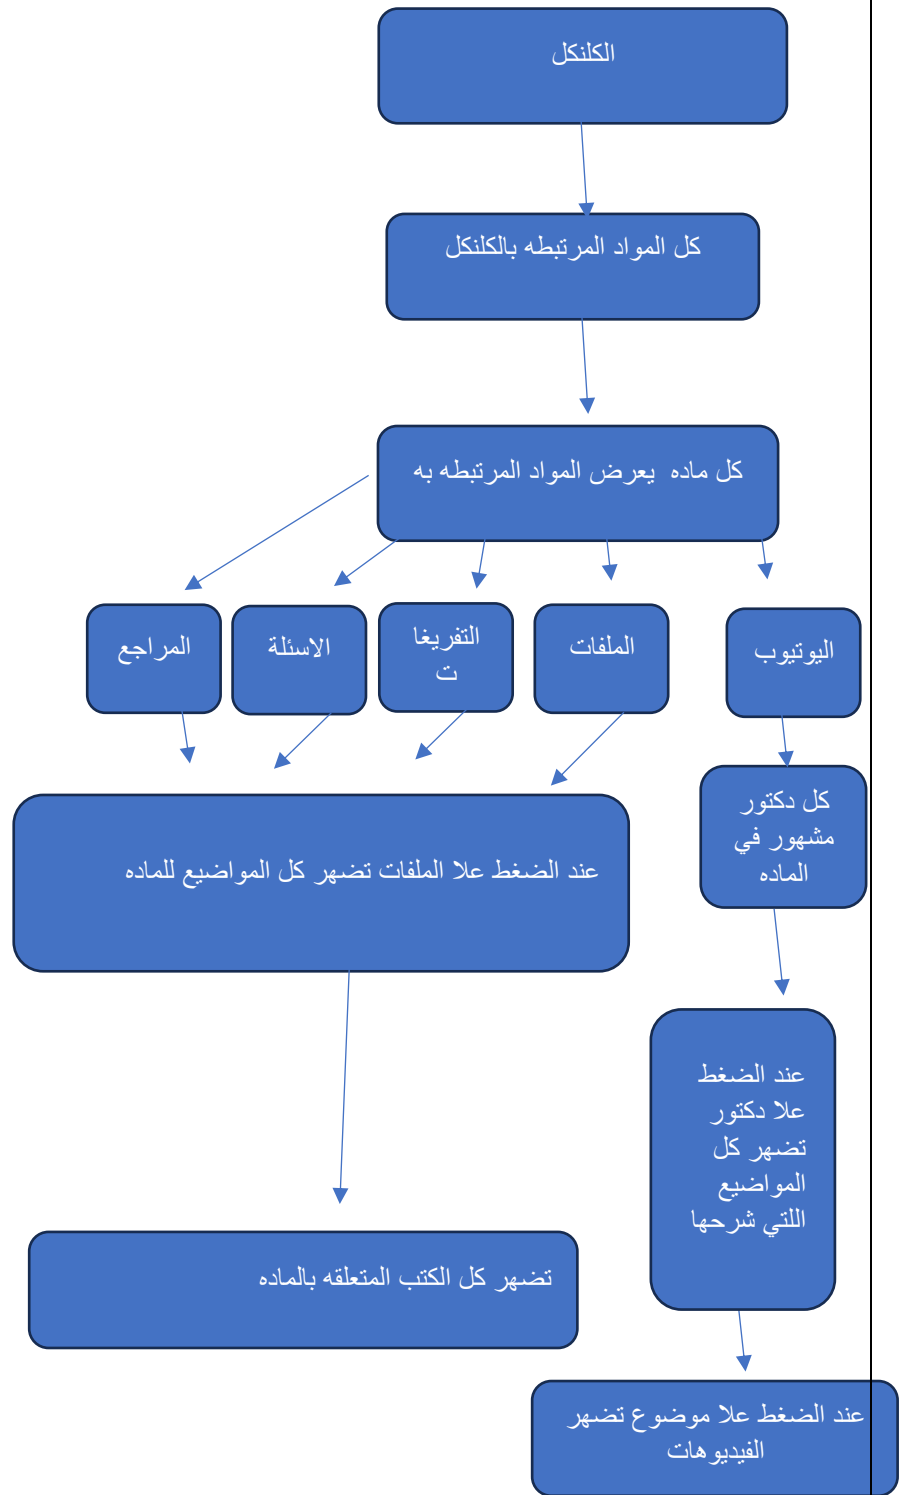 الكلنكل
كل المواد المرتبطه بالكلنكل
كل ماده يعرض المواد المرتبطه به
اليوتيوب
الملفات
التفريغا
ت
الاسئلة
المراجع
كل دكتور
مشهور في
الماده
عند الضغط علا الملفات تضهر كل المواضيع للماده
عند الضغط
علا دكتور
تضهر كل
المواضيع
اللتي شرحها
تضهر كل الكتب المتعلقه بالماده
عند الضغط علا موضوع تضهر
الفيديوهات